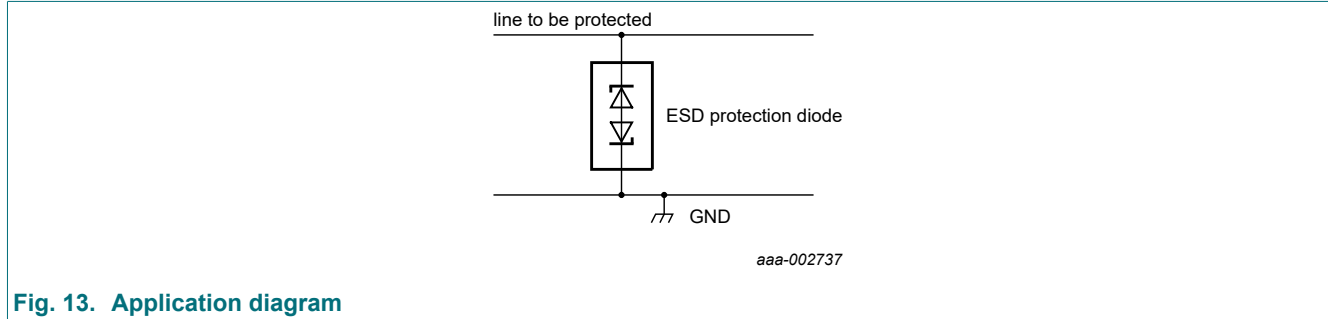 line to be protected
ESD protection diode
GND
aaa-002737
Fig. 13. Application diagram